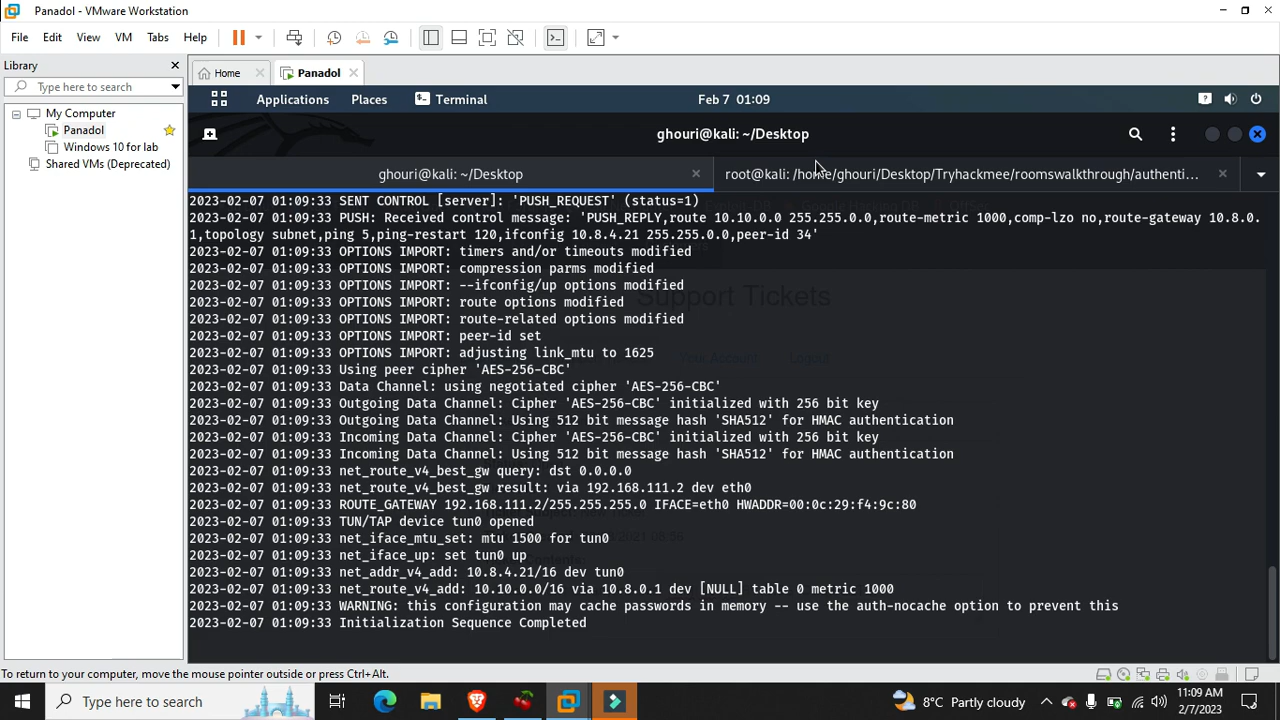 Panadol - VMware Workstation
File Edit View VM Tabs Help
Library
Type here to search
My Computer
Panadol
Windows 10 for lab
Shared VMs (Deprecated)
Home
Panadol
Applications Places Terminal Feb 7 01:09
ghouri@kali: ~/Desktop
ghouri@kali: ~/Desktop
root@kali: /home/ghouri/Desktop/Tryhackmee/roomswalkthrough/authenti...
2023-02-07 01:09:33 SENT CONTROL [server]: 'PUSH_REQUEST' (status=1)
2023-02-07 01:09:33 PUSH: Received control message: 'PUSH_REPLY,route 10.10.0.0 255.255.0.0,route-metric 1000,comp-lzo no,route-gateway 10.8.0.
1,topology subnet,ping 5,ping-restart 120,ifconfig 10.8.4.21 255.255.0.0,peer-id 34'
2023-02-07 01:09:33 OPTIONS IMPORT: timers and/or timeouts modified
2023-02-07 01:09:33 OPTIONS IMPORT: compression parms modified
2023-02-07 01:09:33 OPTIONS IMPORT: --ifconfig/up options modified
2023-02-07 01:09:33 OPTIONS IMPORT: route options modified
2023-02-07 01:09:33 OPTIONS IMPORT: route-related options modified
2023-02-07 01:09:33 OPTIONS IMPORT: peer-id set
2023-02-07 01:09:33 OPTIONS IMPORT: adjusting link_mtu to 1625
2023-02-07 01:09:33 Using peer cipher 'AES-256-CBC'
2023-02-07 01:09:33 Data Channel: using negotiated cipher 'AES-256-CBC'
2023-02-07 01:09:33 Outgoing Data Channel: Cipher 'AES-256-CBC' initialized with 256 bit key
2023-02-07 01:09:33 Outgoing Data Channel: Using 512 bit message hash 'SHA512' for HMAC authentication
2023-02-07 01:09:33 Incoming Data Channel: Cipher 'AES-256-CBC' initialized with 256 bit key
2023-02-07 01:09:33 Incoming Data Channel: Using 512 bit message hash 'SHA512' for HMAC authentication
2023-02-07 01:09:33 net_route_v4_best_gw query: dst 0.0.0.0
2023-02-07 01:09:33 net_route_v4_best_gw result: via 192.168.111.2 dev eth0
2023-02-07 01:09:33 ROUTE_GATEWAY 192.168.111.2/255.255.255.0 IFACE=eth0 HWADDR=00:0c:29:f4:9c:80
2023-02-07 01:09:33 TUN/TAP device tun0 opened
2023-02-07 01:09:33 net_iface_mtu_set: mtu 1500 for tun0
2023-02-07 01:09:33 net_iface_up: set tun0 up
2023-02-07 01:09:33 net_addr_v4_add: 10.8.4.21/16 dev tun0
2023-02-07 01:09:33 net_route_v4_add: 10.10.0.0/16 via 10.8.0.1 dev [NULL] table 0 metric 1000
2023-02-07 01:09:33 WARNING: this configuration may cache passwords in memory -- use the auth-nocache option to prevent this
2023-02-07 01:09:33 Initialization Sequence Completed
Support Tickets
Your Account Logout
To return to your computer, move the mouse pointer outside or press Ctrl+Alt.
Type here to search
8°C Partly cloudy
11:09 AM
2/7/2023